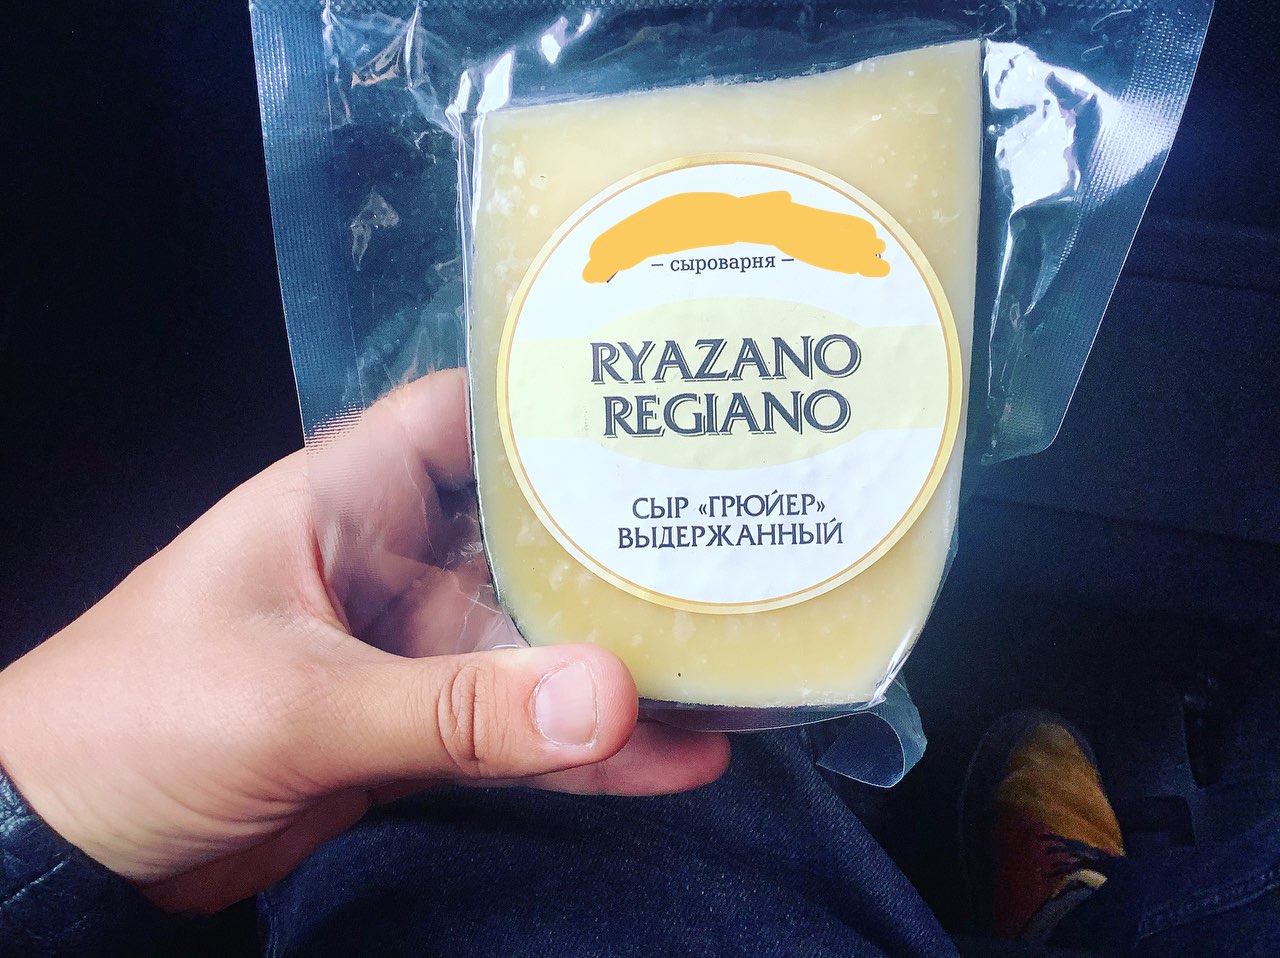 – сыроварня –
RYAZANO
REGIANO
СЫР «ГРЮЙЕР»
ВЫДЕРЖАННЫЙ